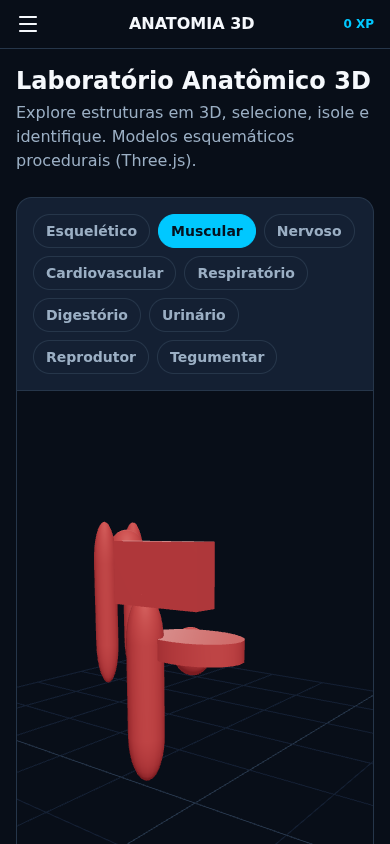 ANATOMIA 3D
0 XP
Laboratório Anatômico 3D
Explore estruturas em 3D, selecione, isole e
identifique. Modelos esquemáticos
procedurais (Three.js).
Esquelético
Muscular
Nervoso
Cardiovascular
Respiratório
Digestório
Urinário
Reprodutor
Tegumentar